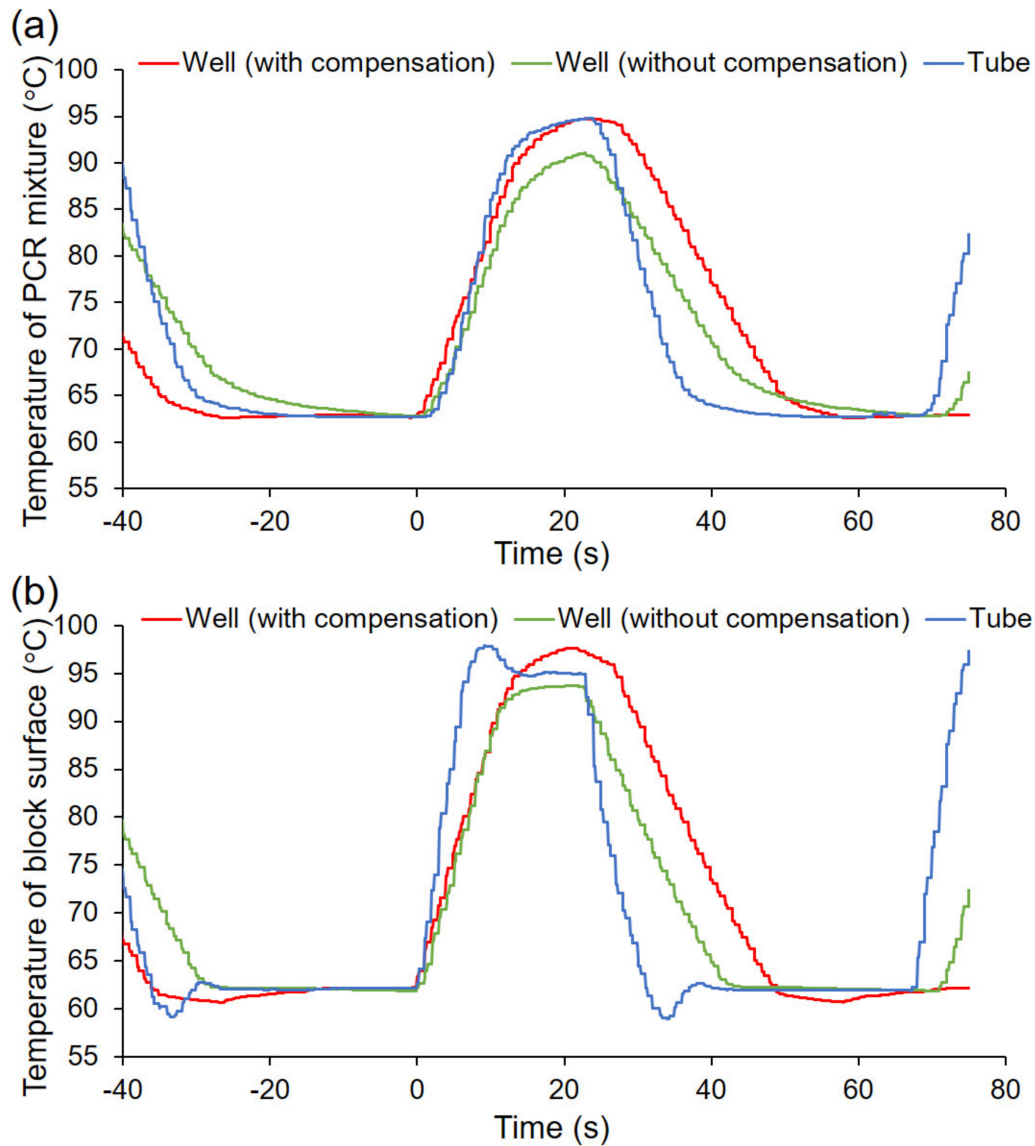 (a)
Well (with compensation) Well (without compensation) Tube
Temperature of PCR mixture (°C)
100
95
90
85
80
75
70
65
60
55
-40 -20 0 20 40 60 80
Time (s)
(b)
Well (with compensation) Well (without compensation) Tube
Temperature of block surface (°C)
100
95
90
85
80
75
70
65
60
55
-40 -20 0 20 40 60 80
Time (s)